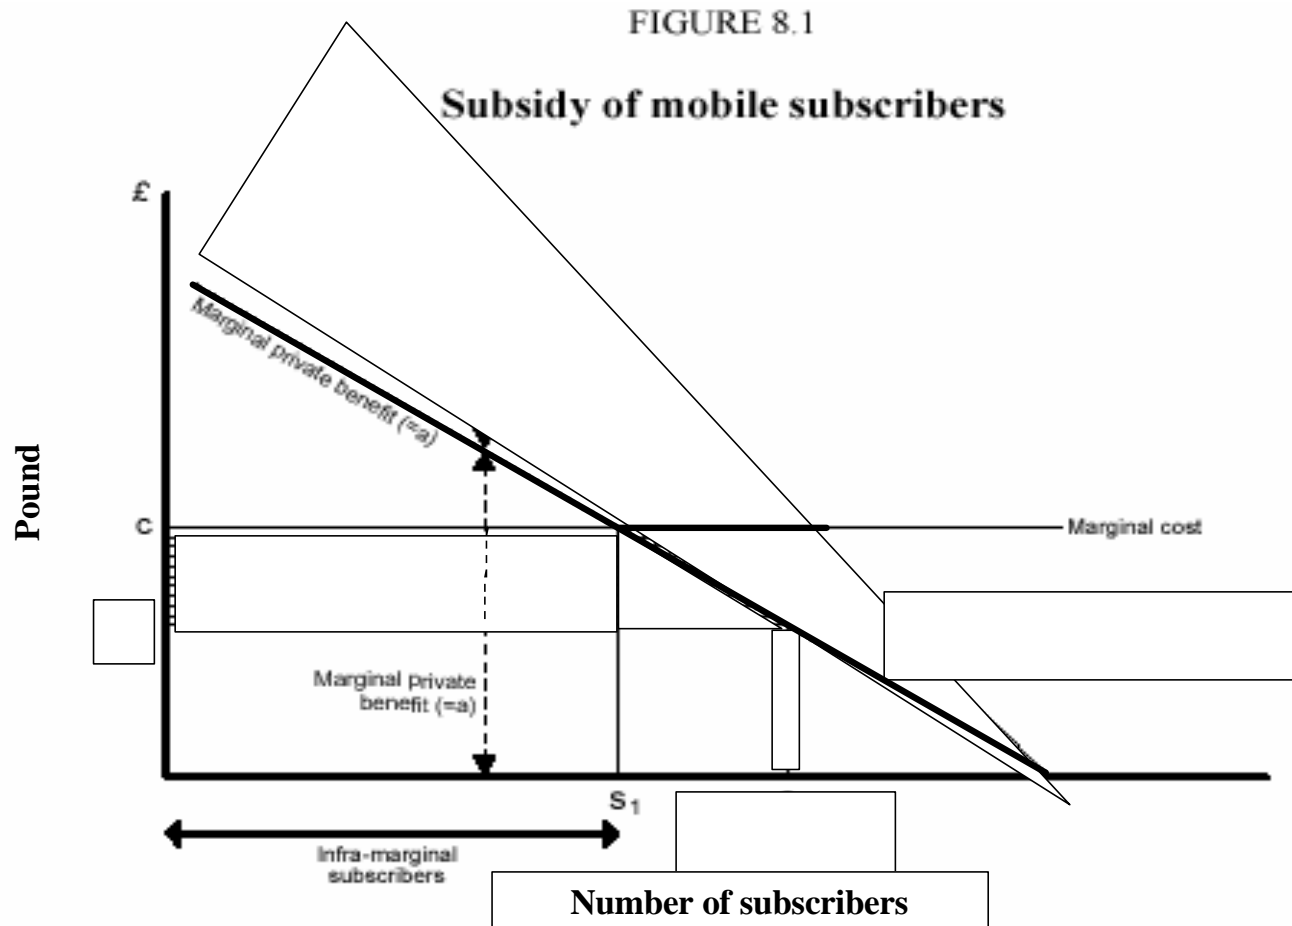 FIGURE 8.1
Subsidy of mobile subscribers
£
Marginal private benefit (=a)
Pound
C
Marginal cost
Marginal private
benefit (=a)
S1
Infra-marginal
subscribers
Number of subscribers